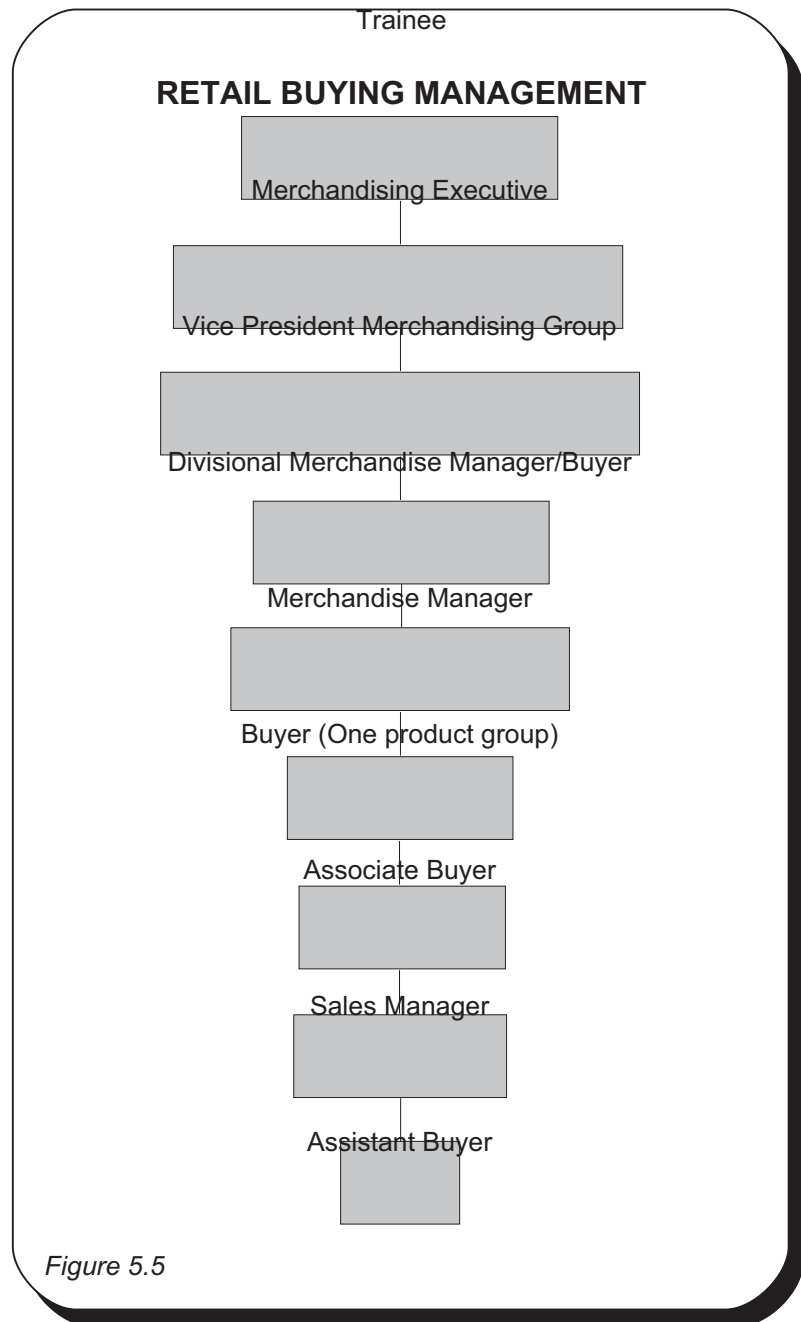 Trainee
RETAIL BUYING MANAGEMENT
Merchandising Executive
Vice President Merchandising Group
Divisional Merchandise Manager/Buyer
Merchandise Manager
Buyer (One product group)
Associate Buyer
Sales Manager
Assistant Buyer
Figure 5.5